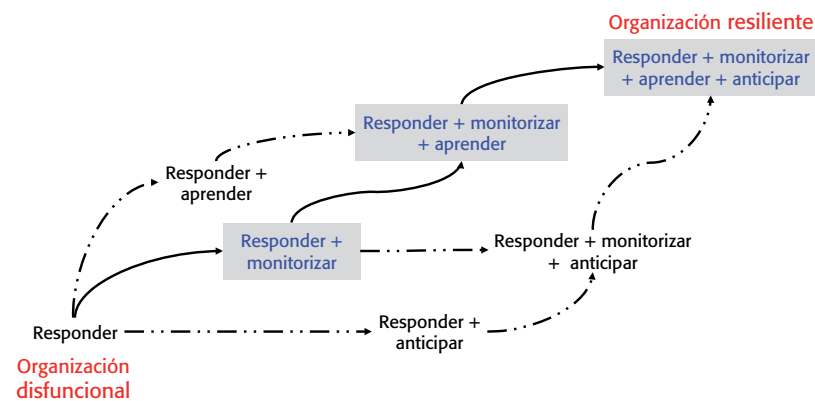 Organización resiliente
Responder + monitorizar
+ aprender + anticipar
Responder + monitorizar
+ aprender
Responder +
aprender
Responder +
monitorizar
Responder + monitorizar
+ anticipar
Responder
Responder +
anticipar
Organización
disfuncional